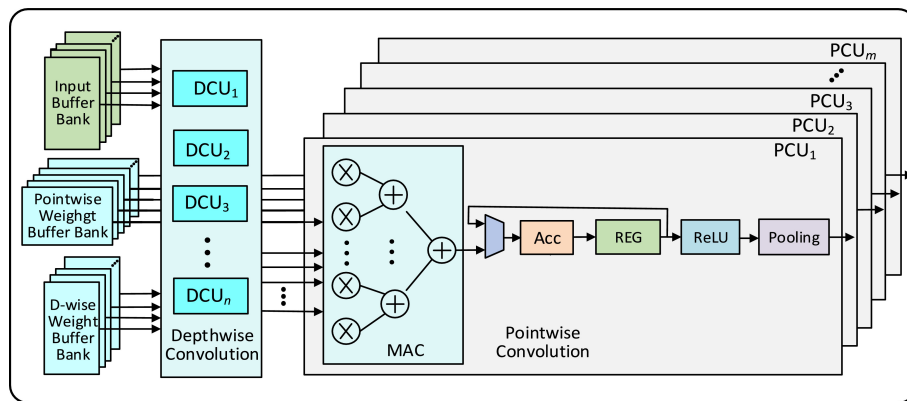 Input
Buffer
Bank
Pointwise
Weighgt
Buffer Bank
D-wise
Weight
Buffer
Bank
DCU1
DCU2
DCU3
DCUn
Depthwise
Convolution
PCUm
PCU3
PCU2
PCU1
MAC
Acc
REG
ReLU
Pooling
Pointwise
Convolution